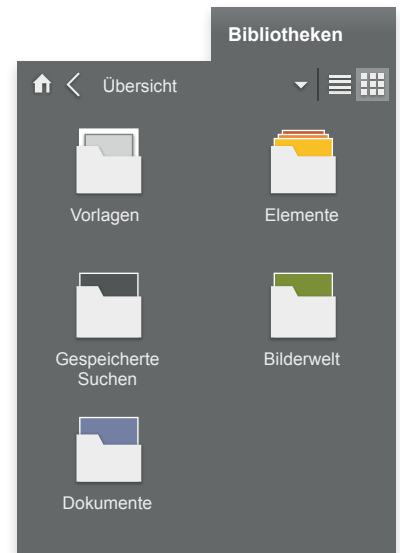 Bibliotheken
Übersicht
Vorlagen
Elemente
Gespeicherte
Suchen
Bilderwelt
Dokumente